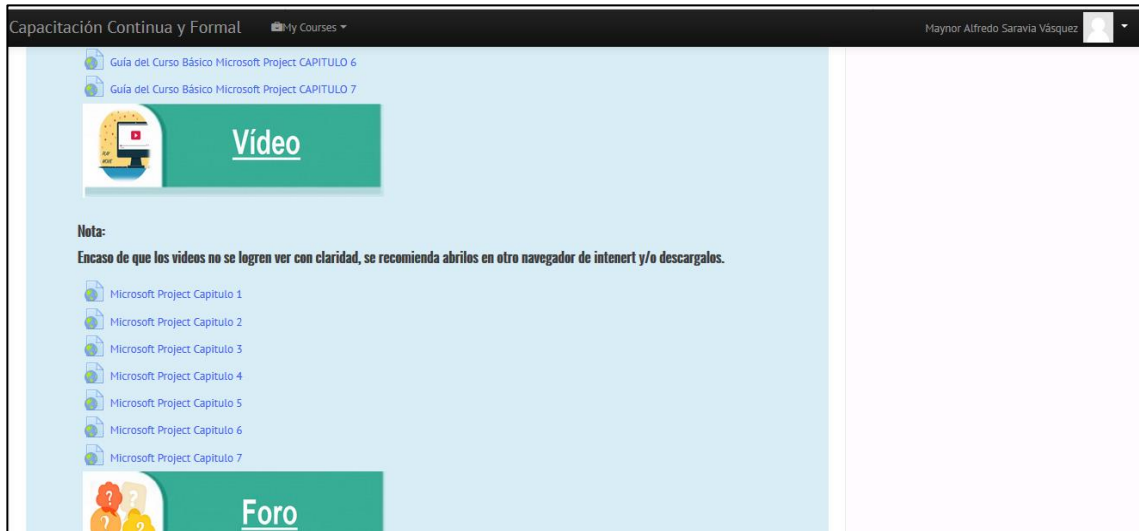 Capacitación Continua y Formal My Courses Maynor Alfredo Saravia Vásquez
Guía del Curso Básico Microsoft Project CAPITULO 6
Guía del Curso Básico Microsoft Project CAPITULO 7
Vídeo
Nota:
Encaso de que los videos no se logren ver con claridad, se recomienda abrilos en otro navegador de intenert y/o descargalos.
Microsoft Project Capitulo 1
Microsoft Project Capitulo 2
Microsoft Project Capitulo 3
Microsoft Project Capitulo 4
Microsoft Project Capitulo 5
Microsoft Project Capitulo 6
Microsoft Project Capitulo 7
Foro